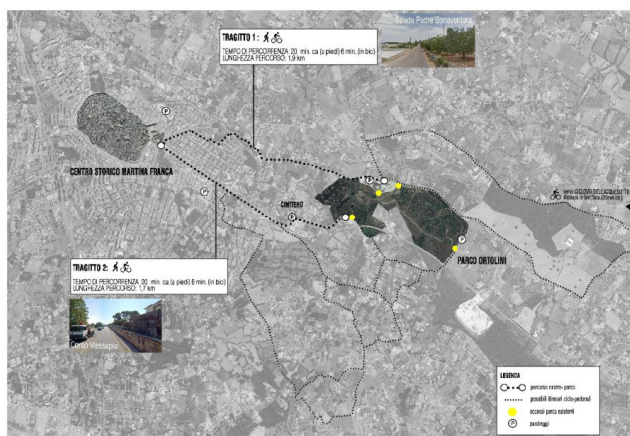 Strada Padre Bonaventura
TRAGITTO 1:
TEMPO DI PERCORRENZA: 20 min. ca (a piedi) 6 min. (in bici)
LUNGHEZZA PERCORSO: 1,9 km
P
P
CENTRO STORICO MARTINA FRANCA
P
CIMITERO
P
P
PARCO ORTOLINI
TRAGITTO 2:
TEMPO DI PERCORRENZA: 20 min. ca (a piedi) 6 min. (in bici)
LUNGHEZZA PERCORSO: 1,7 km
Corso Messapia
LEGENDA
percorso centro-parco
possibili itinerari ciclo-pedonali
accessi parco esistenti
P parcheggi